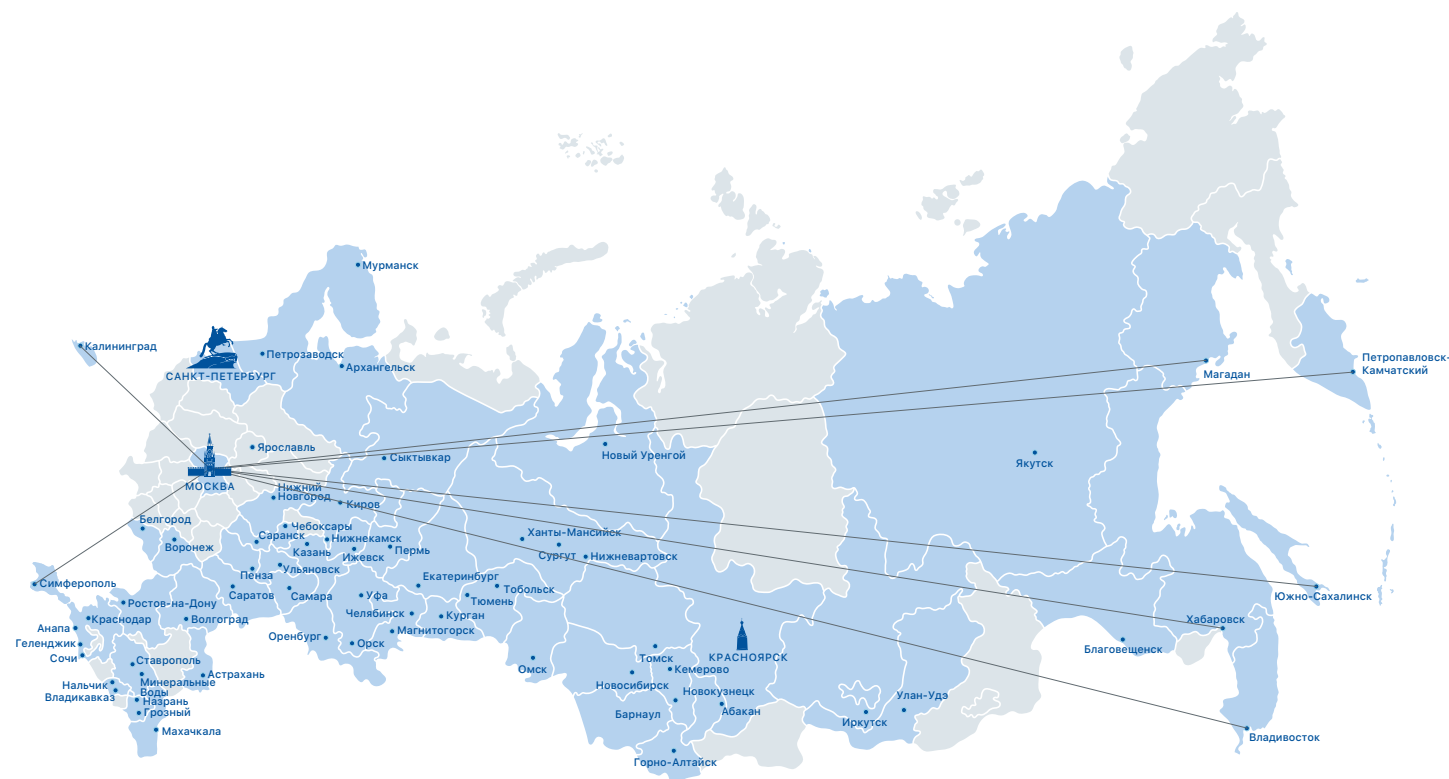 Мурманск
Калининград
Петрозаводск
Архангельск
САНКТ-ПЕТЕРБУРГ
Петропавловск-
Камчатский
Магадан
Ярославль
Сыктывкар
Новый Уренгой
Якутск
МОСКВА
Нижний
Новгород
Киров
Белгород
Воронеж
Чебоксары
Саранск
Казань
Нижнекамск
Ижевск
Пермь
Ханты-Мансийск
Сургут
Нижневартовск
Пенза
Ульяновск
Симферополь
Саратов
Самара
Екатеринбург
Тобольск
Тюмень
Уфа
Южно-Сахалинск
Ростов-на-Дону
Краснодар
Волгоград
Челябинск
Курган
Анапа
Геленджик
Сочи
Оренбург
Орск
Магнитогорск
Хабаровск
Благовещенск
Ставрополь
Астрахань
Минеральные
Воды
Нальчик
Владикавказ
Назрань
Грозный
Махачкала
Омск
Томск
КРАСНОЯРСК
Кемерово
Новосибирск
Новокузнецк
Барнаул
Абакан
Улан-Удэ
Иркутск
Владивосток
Горно-Алтайск